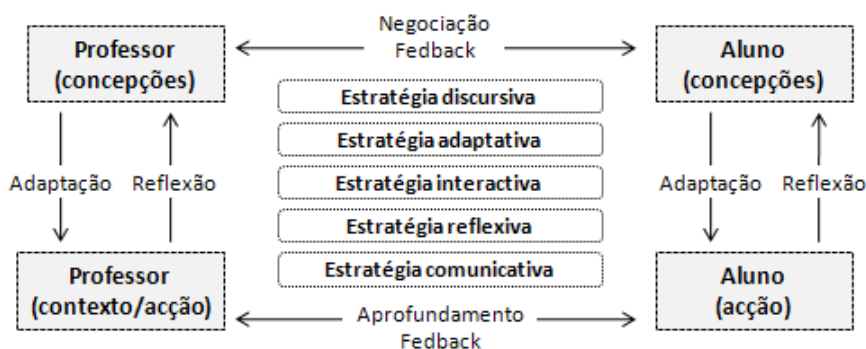 Professor
(concepções)
Negociação
Fedback
Aluno
(concepções)
Estratégia discursiva
Estratégia adaptativa
Estratégia interactiva
Estratégia reflexiva
Estratégia comunicativa
Adaptação
Reflexão
Adaptação
Reflexão
Professor
(contexto/acção)
Aprofundamento
Fedback
Aluno
(acção)